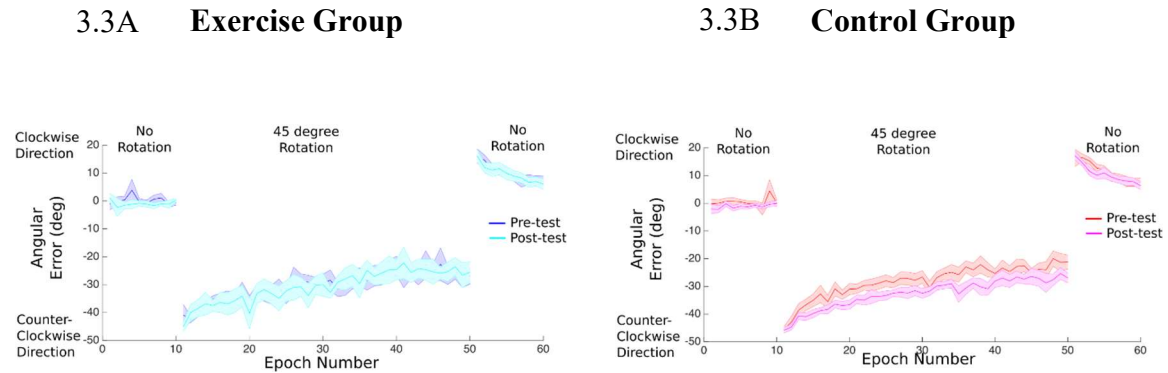 3.3A Exercise Group
Clockwise
Direction
No
Rotation
45 degree
Rotation
No
Rotation
20
10
0
-10
-20
-30
-40
-50
Angular
Error (deg)
Pre-test
Post-test
Counter-
Clockwise
Direction
0 10 20 30 40 50 60
Epoch Number
3.3B Control Group
Clockwise
Direction
No
Rotation
45 degree
Rotation
No
Rotation
20
10
0
-10
-20
-30
-40
-50
Angular
Error (deg)
Pre-test
Post-test
Counter-
Clockwise
Direction
0 10 20 30 40 50 60
Epoch Number